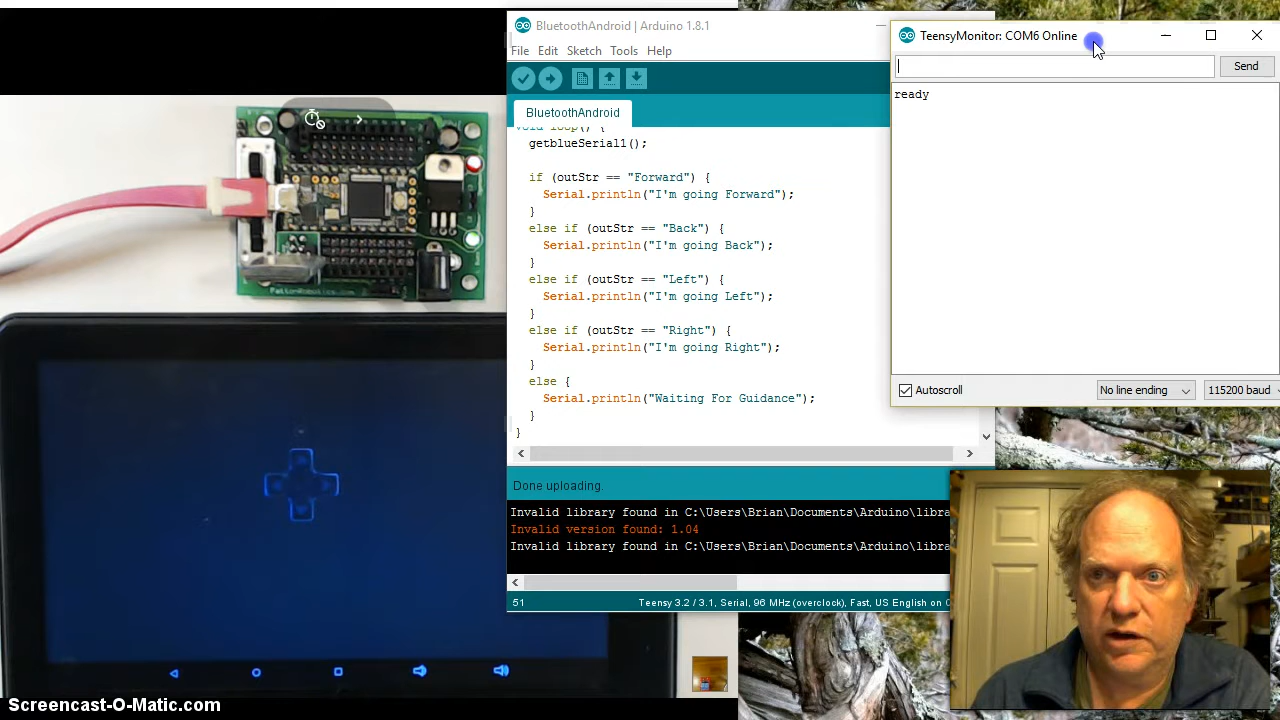 BluetoothAndroid | Arduino 1.8.1
File Edit Sketch Tools Help
BluetoothAndroid
void loop() {
getblueSerial1();
if (outStr == "Forward") {
Serial.println("I'm going Forward");
}
else if (outStr == "Back") {
Serial.println("I'm going Back");
}
else if (outStr == "Left") {
Serial.println("I'm going Left");
}
else if (outStr == "Right") {
Serial.println("I'm going Right");
}
else {
Serial.println("Waiting For Guidance");
}
}
Done uploading.
Invalid library found in C:\Users\Brian\Documents\Arduino\libra
Invalid version found: 1.04
Invalid library found in C:\Users\Brian\Documents\Arduino\libra
51 Teensy 3.2 / 3.1, Serial, 96 MHz (overclock), Fast, US English on
TeensyMonitor: COM6 Online
Send
ready
Autoscroll No line ending 115200 baud
PattonRobotics.com
Screencast-O-Matic.com